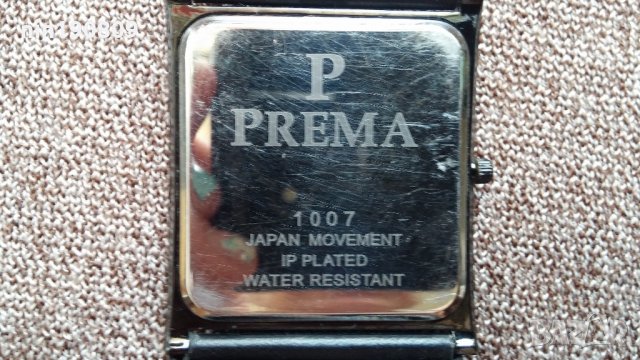 P
PREMA
1007
JAPAN MOVEMENT
IP PLATED
WATER RESISTANT